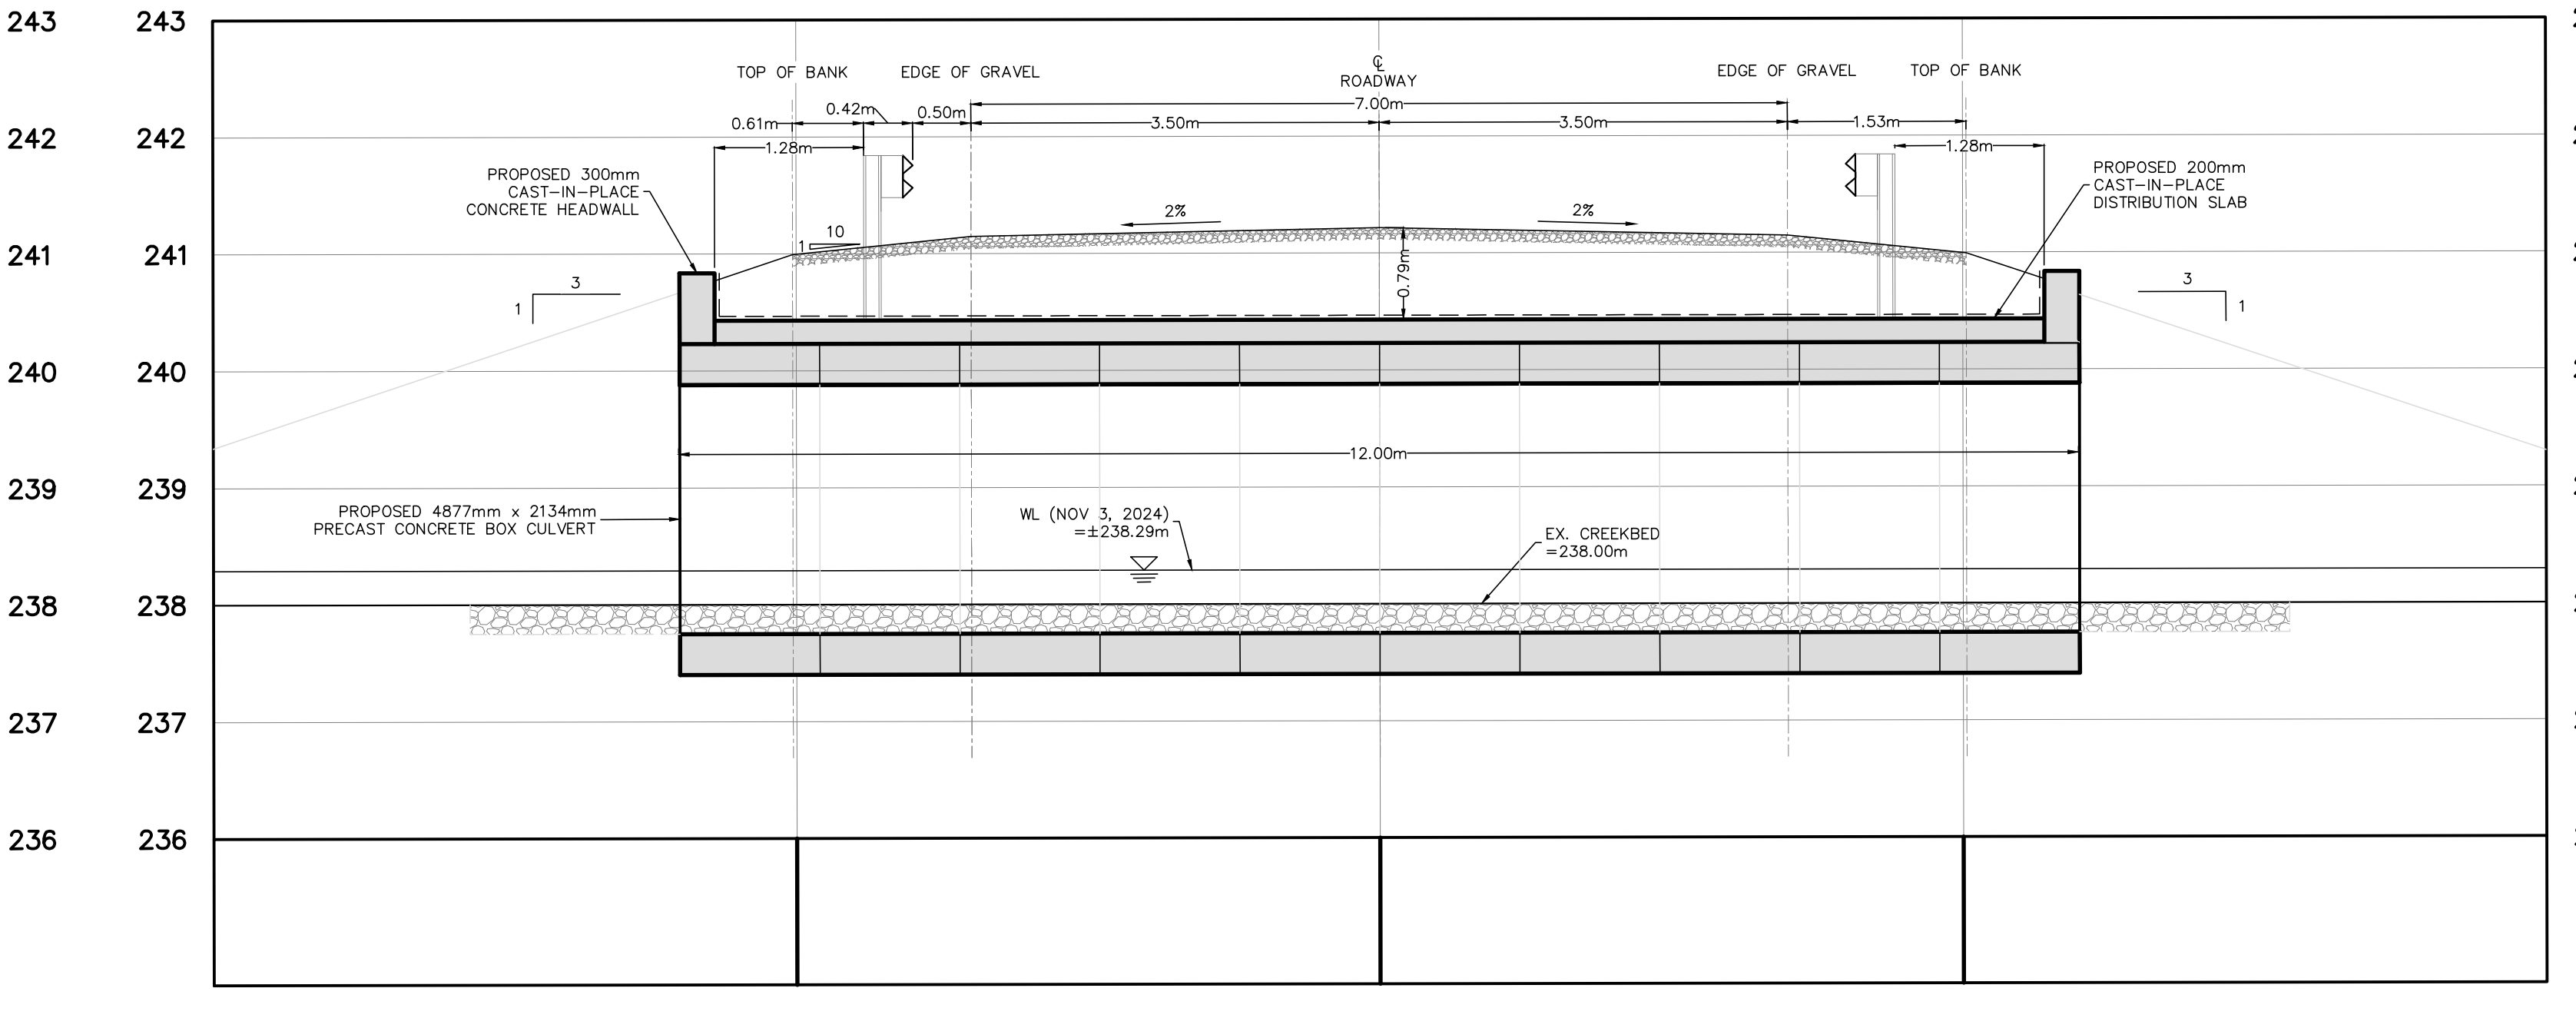 243 243
TOP OF BANK EDGE OF GRAVEL ℄ EDGE OF GRAVEL TOP OF BANK
ROADWAY
7.00m
0.61m 0.42m 0.50m 3.50m 3.50m 1.53m
242 242
1.28m 1.28m
PROPOSED 300mm
CAST-IN-PLACE
CONCRETE HEADWALL
PROPOSED 200mm
CAST-IN-PLACE
DISTRIBUTION SLAB
2% 2%
1 10
241 241
0.79m
3
1
3
1
240 240
12.00m
239 239
PROPOSED 4877mm x 2134mm
PRECAST CONCRETE BOX CULVERT
WL (NOV 3, 2024)
=±238.29m
EX. CREEKBED
=238.00m
238 238
237 237
236 236